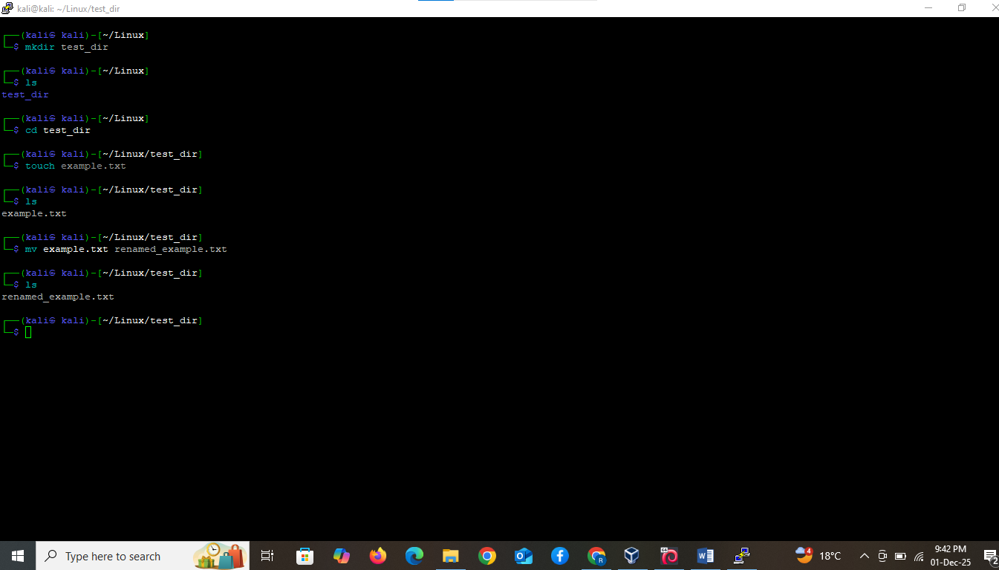 kali@kali: ~/Linux/test_dir
┌──(kali㉿ kali)-[~/Linux]
└─$ mkdir test_dir
┌──(kali㉿ kali)-[~/Linux]
└─$ ls
test_dir
┌──(kali㉿ kali)-[~/Linux]
└─$ cd test_dir
┌──(kali㉿ kali)-[~/Linux/test_dir]
└─$ touch example.txt
┌──(kali㉿ kali)-[~/Linux/test_dir]
└─$ ls
example.txt
┌──(kali㉿ kali)-[~/Linux/test_dir]
└─$ mv example.txt renamed_example.txt
┌──(kali㉿ kali)-[~/Linux/test_dir]
└─$ ls
renamed_example.txt
┌──(kali㉿ kali)-[~/Linux/test_dir]
└─$
Type here to search
4
18°C
9:42 PM
01-Dec-25
2